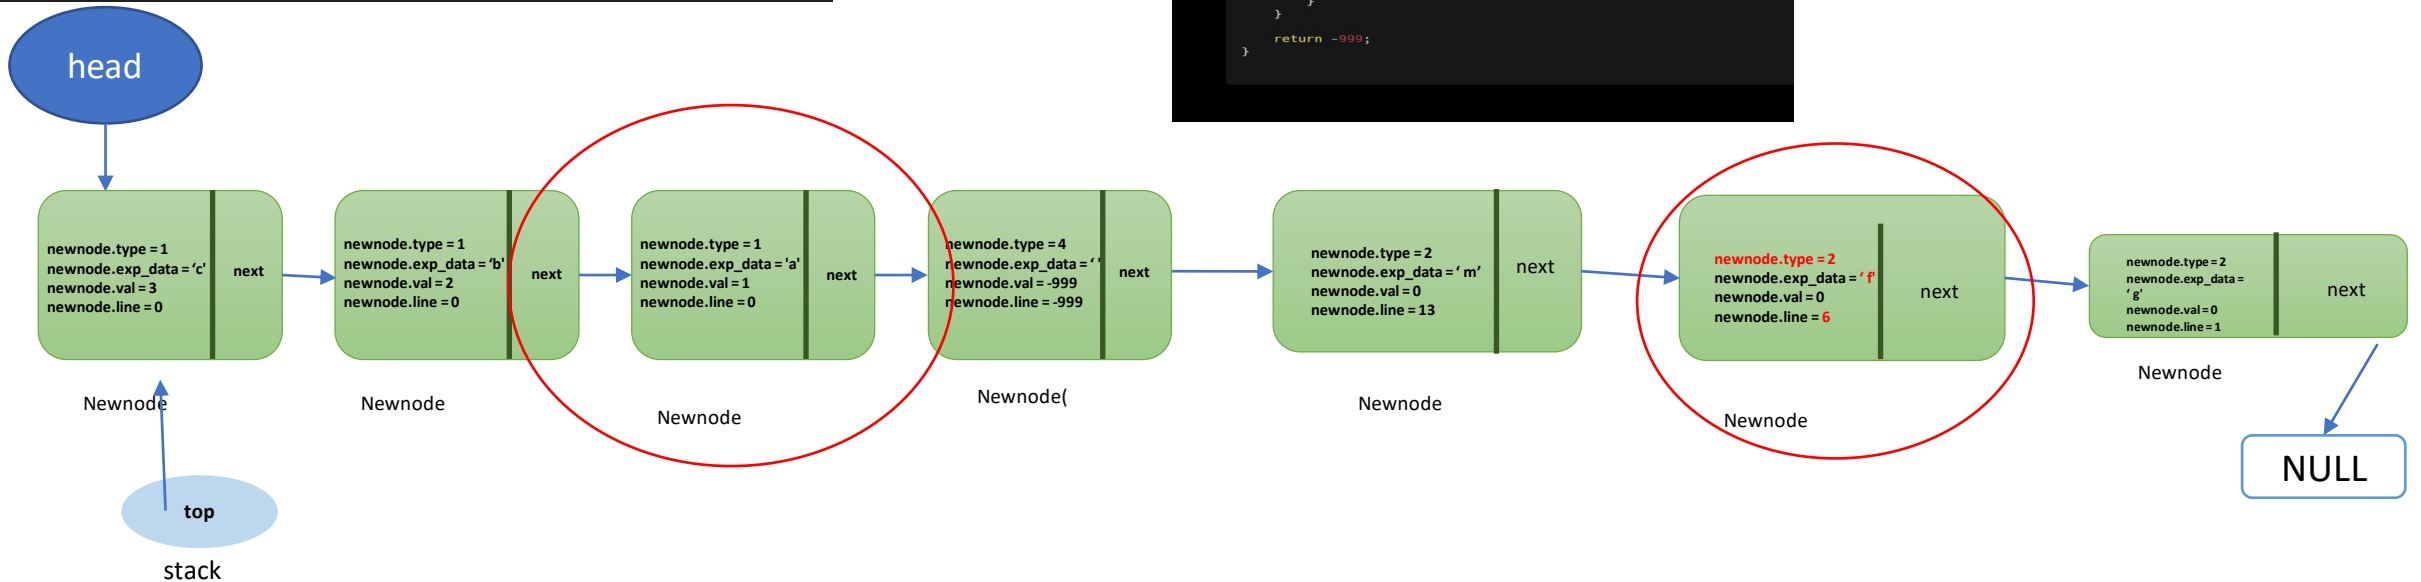 }
}
return -999;
}
head
newnode.type = 1
newnode.exp_data = ‘c'
newnode.val = 3
newnode.line = 0
next
Newnode
newnode.type = 1
newnode.exp_data = ‘b'
newnode.val = 2
newnode.line = 0
next
Newnode
newnode.type = 1
newnode.exp_data = 'a'
newnode.val = 1
newnode.line = 0
next
Newnode
newnode.type = 4
newnode.exp_data = ‘ '
newnode.val = -999
newnode.line = -999
next
Newnode(
newnode.type = 2
newnode.exp_data = ‘ m’
newnode.val = 0
newnode.line = 13
next
Newnode
newnode.type = 2
newnode.exp_data = ‘ f'
newnode.val = 0
newnode.line = 6
next
Newnode
newnode.type = 2
newnode.exp_data =
‘ g'
newnode.val = 0
newnode.line = 1
next
Newnode
NULL
top
stack